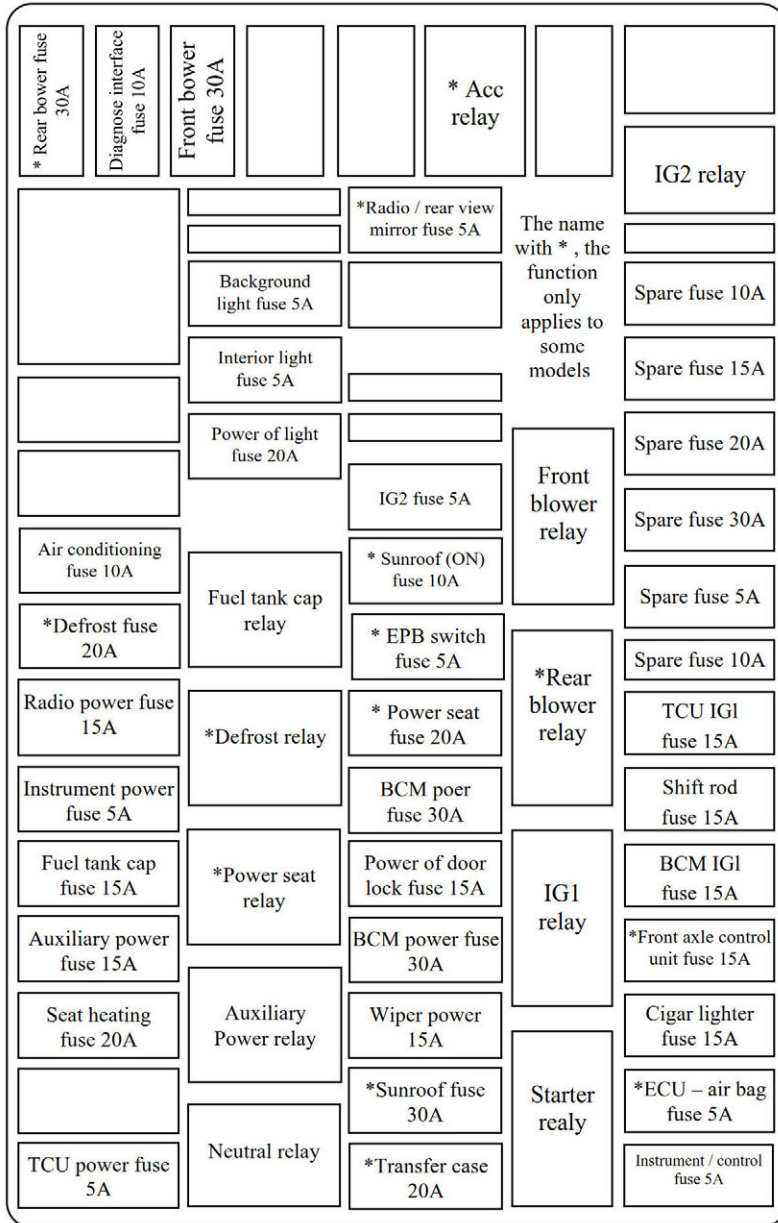 * Rear bower fuse
30A
Diagnose interface
fuse 10A
Front bower
fuse 30A
* Acc
relay
IG2 relay
*Radio / rear view
mirror fuse 5A
The name
with * , the
function
only
applies to
some
models
Background
light fuse 5A
Spare fuse 10A
Interior light
fuse 5A
Spare fuse 15A
Power of light
fuse 20A
Spare fuse 20A
IG2 fuse 5A
Front
blower
relay
Spare fuse 30A
Air conditioning
fuse 10A
Fuel tank cap
relay
* Sunroof (ON)
fuse 10A
Spare fuse 5A
*Defrost fuse
20A
* EPB switch
fuse 5A
*Rear
blower
relay
Spare fuse 10A
Radio power fuse
15A
*Defrost relay
* Power seat
fuse 20A
TCU IGl
fuse 15A
Instrument power
fuse 5A
BCM poer
fuse 30A
Shift rod
fuse 15A
Fuel tank cap
fuse 15A
*Power seat
relay
Power of door
lock fuse 15A
IG1
relay
BCM IGl
fuse 15A
Auxiliary power
fuse 15A
BCM power fuse
30A
*Front axle control
unit fuse 15A
Seat heating
fuse 20A
Auxiliary
Power relay
Wiper power
15A
Cigar lighter
fuse 15A
*Sunroof fuse
30A
Starter
realy
*ECU – air bag
fuse 5A
TCU power fuse
5A
Neutral relay
*Transfer case
20A
Instrument / control
fuse 5A